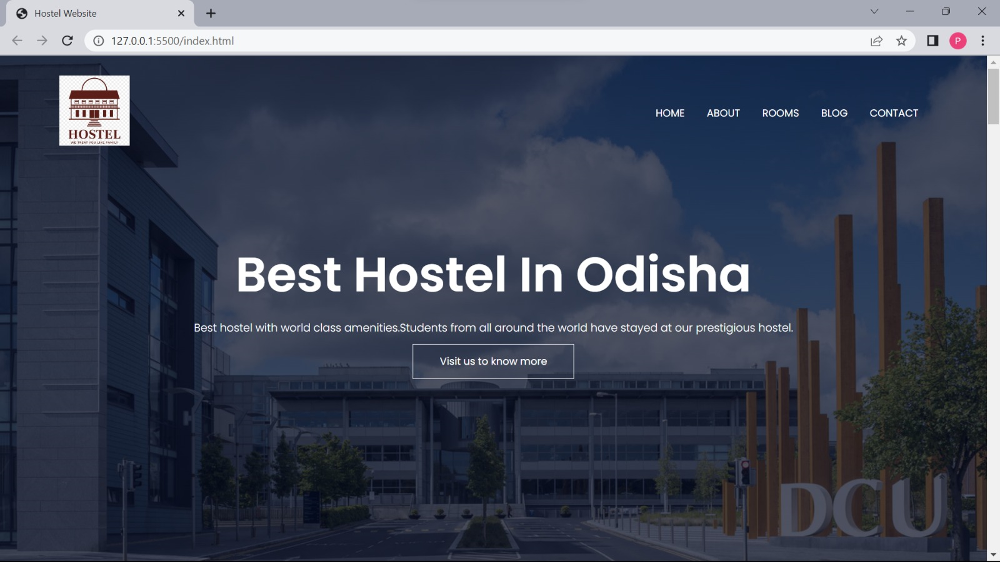 Hostel Website
127.0.0.1:5500/index.html
P
HOSTEL
WE TREAT YOU LIKE FAMILY
HOME ABOUT ROOMS BLOG CONTACT
Best Hostel In Odisha
Best hostel with world class amenities.Students from all around the world have stayed at our prestigious hostel.
Visit us to know more
DCU